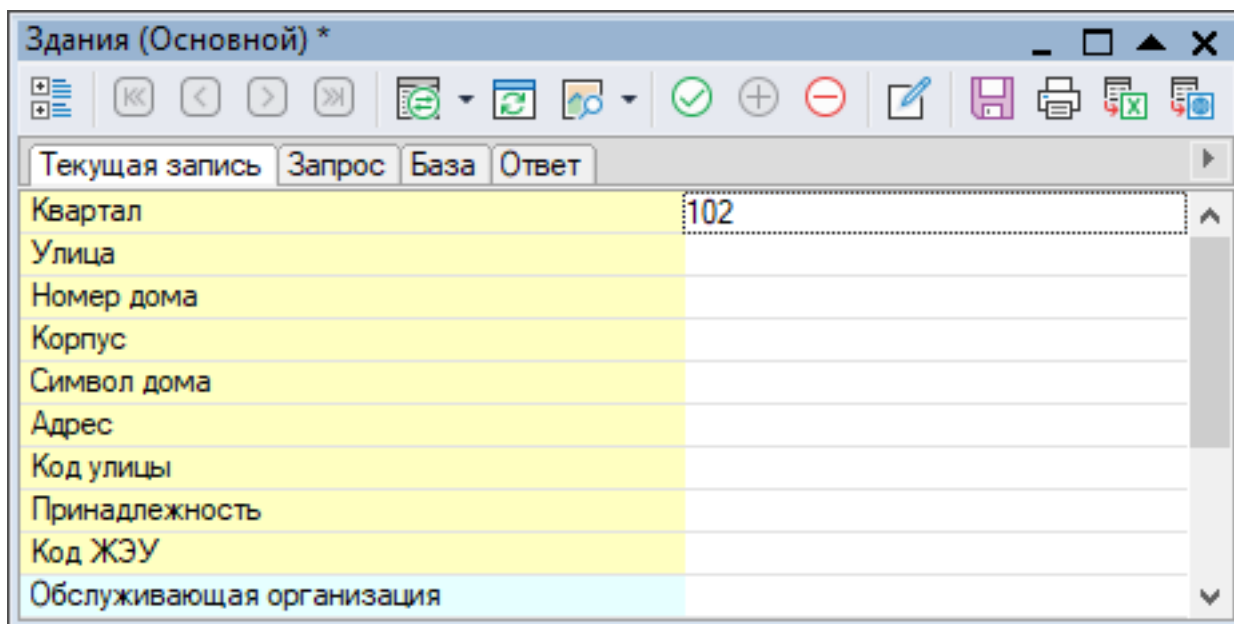 Здания (Основной) *
Текущая запись Запрос База Ответ
Квартал 102
Улица
Номер дома
Корпус
Символ дома
Адрес
Код улицы
Принадлежность
Код ЖЭУ
Обслуживающая организация